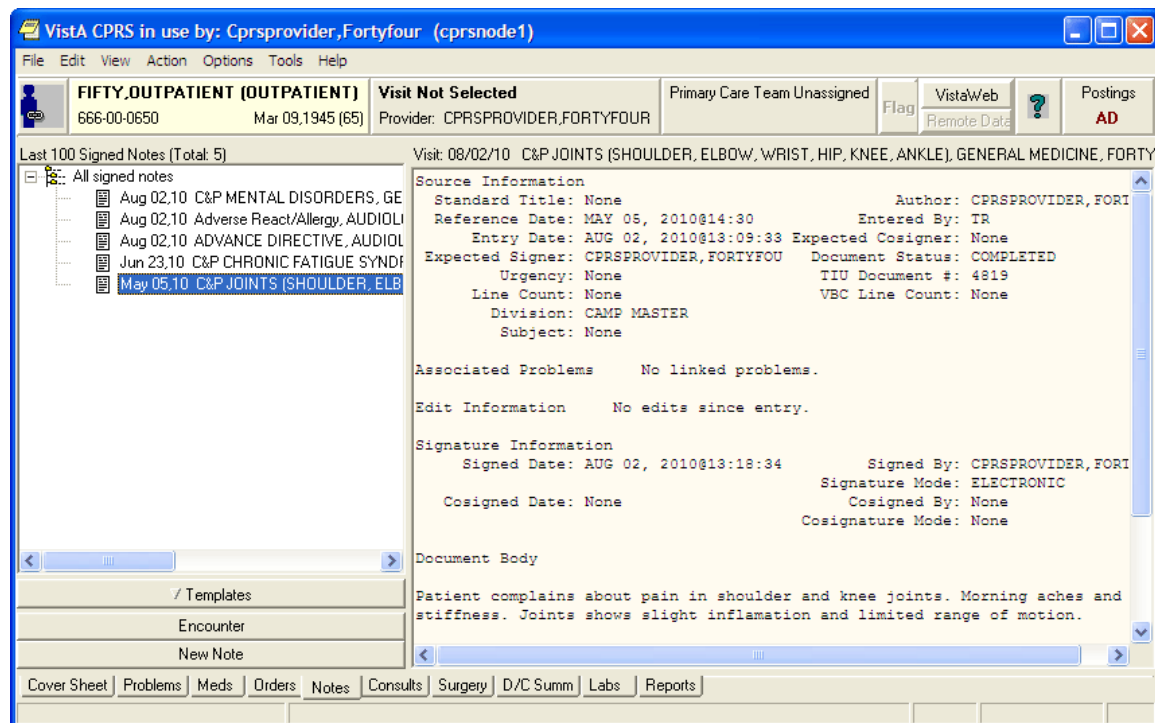 VistA CPRS in use by: Cprsprovider,Fortyfour (cprsnode1)
File Edit View Action Options Tools Help
FIFTY,OUTPATIENT (OUTPATIENT) Visit Not Selected Primary Care Team Unassigned Flag VistaWeb ? Postings
666-00-0650 Mar 09,1945 (65) Provider: CPRSPROVIDER,FORTYFOUR Remote Data AD
Last 100 Signed Notes (Total: 5) Visit: 08/02/10 C&P JOINTS (SHOULDER, ELBOW, WRIST, HIP, KNEE, ANKLE), GENERAL MEDICINE, FORTY
All signed notes
Aug 02,10 C&P MENTAL DISORDERS, GE
Aug 02,10 Adverse React/Allergy, AUDIOL
Aug 02,10 ADVANCE DIRECTIVE, AUDIOL
Jun 23,10 C&P CHRONIC FATIGUE SYNDR
May 05,10 C&P JOINTS (SHOULDER, ELB
Source Information
Standard Title: None Author: CPRSPROVIDER,FORT
Reference Date: MAY 05, 2010@14:30 Entered By: TR
Entry Date: AUG 02, 2010@13:09:33 Expected Cosigner: None
Expected Signer: CPRSPROVIDER,FORTYFOU Document Status: COMPLETED
Urgency: None TIU Document #: 4819
Line Count: None VBC Line Count: None
Division: CAMP MASTER
Subject: None
Associated Problems No linked problems.
Edit Information No edits since entry.
Signature Information
Signed Date: AUG 02, 2010@13:18:34 Signed By: CPRSPROVIDER,FORT
Signature Mode: ELECTRONIC
Cosigned Date: None Cosigned By: None
Cosignature Mode: None
Document Body
Patient complains about pain in shoulder and knee joints. Morning aches and
stiffness. Joints shows slight inflamation and limited range of motion.
/ Templates
Encounter
New Note
Cover Sheet Problems Meds Orders Notes Consults Surgery D/C Summ Labs Reports